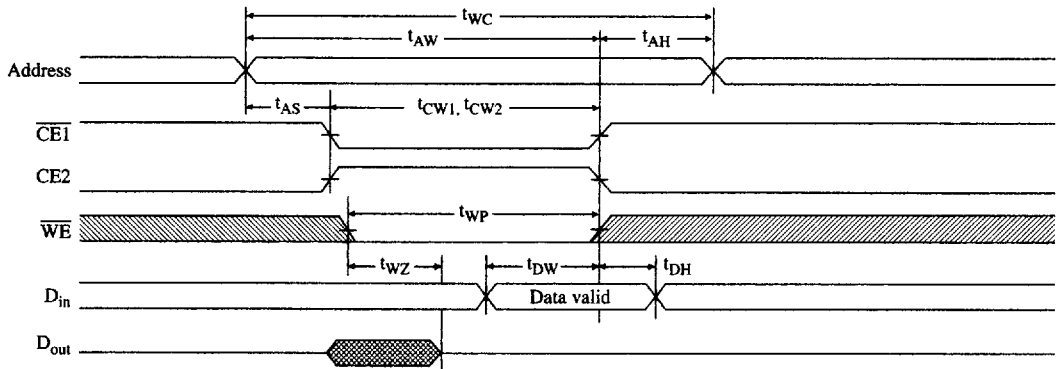 tWC
tAW tAH
Address
tAS tCW1, tCW2
CE1
CE2
tWP
WE
tWZ tDW tDH
Din Data valid
Dout